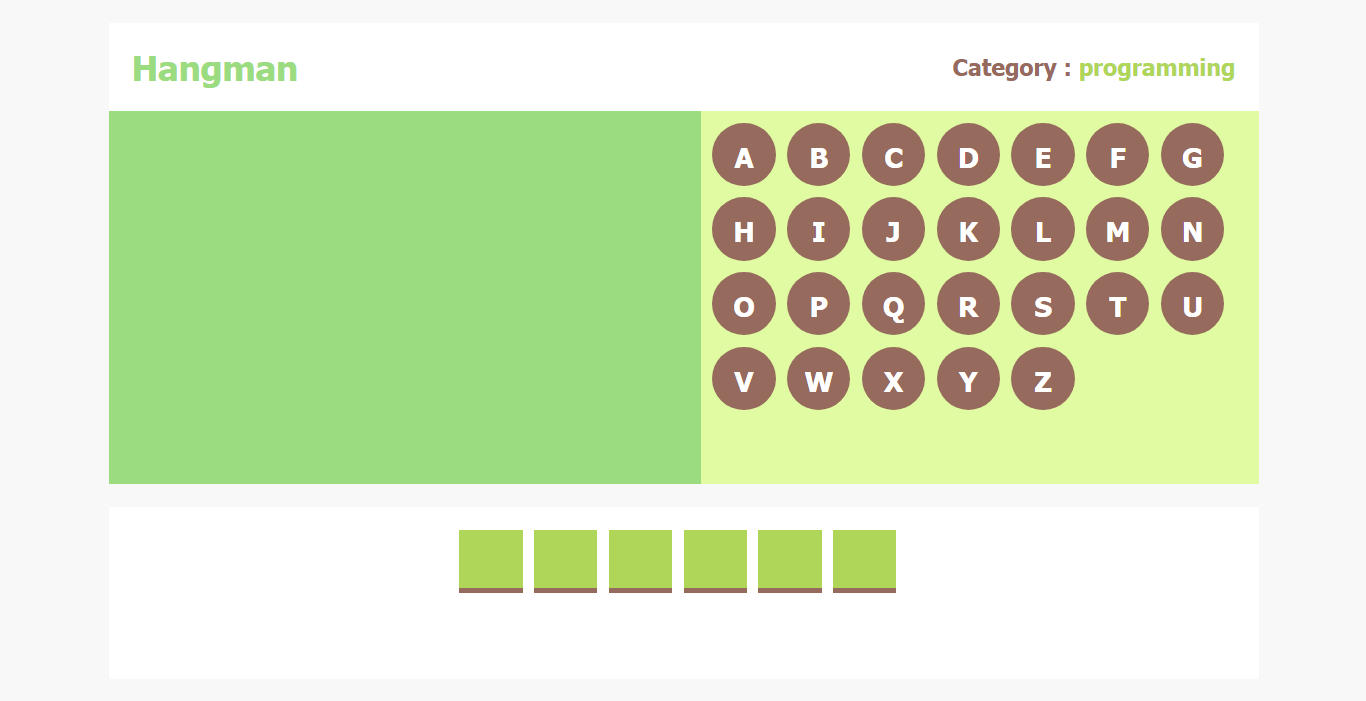 Hangman
Category : programming
A B C D E F G
H I J K L M N
O P Q R S T U
V W X Y Z